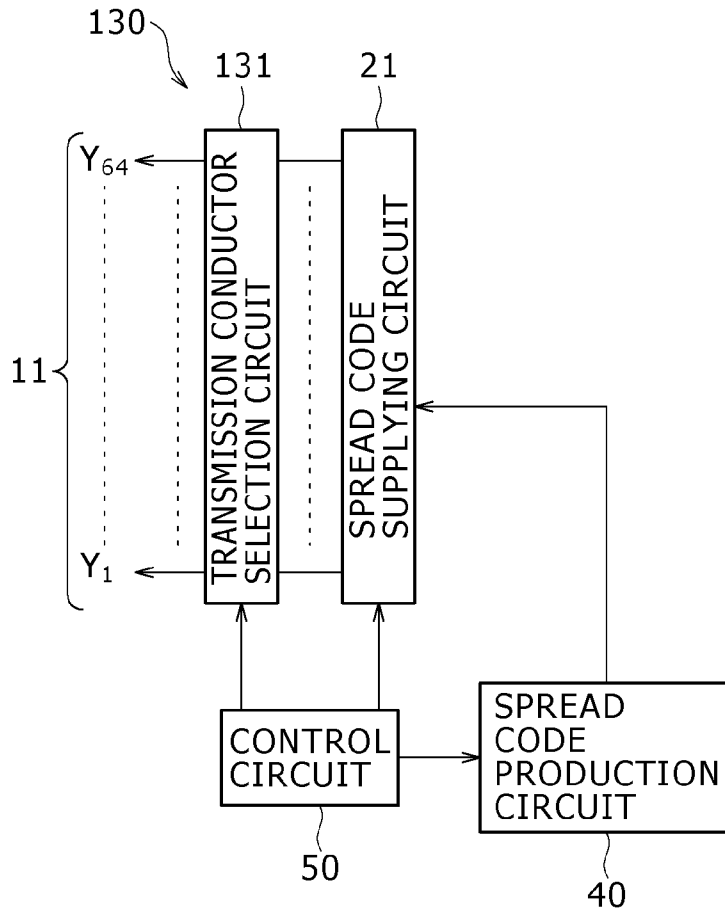 130
131
21
Y64
11
Y1
TRANSMISSION CONDUCTOR
SELECTION CIRCUIT
SPREAD CODE
SUPPLYING CIRCUIT
CONTROL
CIRCUIT
50
SPREAD
CODE
PRODUCTION
CIRCUIT
40